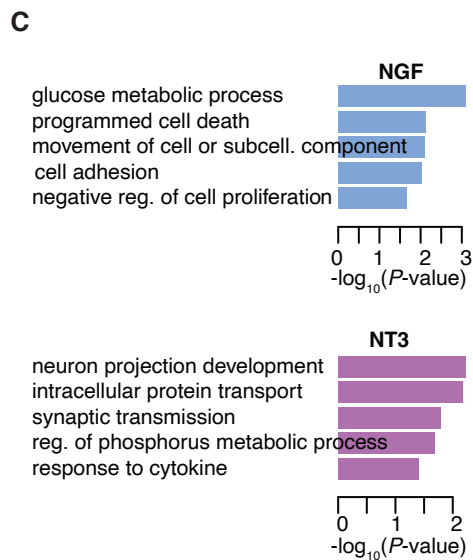 C
NGF
glucose metabolic process
programmed cell death
movement of cell or subcell. component
cell adhesion
negative reg. of cell proliferation
0 1 2 3
-log10(P-value)
NT3
neuron projection development
intracellular protein transport
synaptic transmission
reg. of phosphorus metabolic process
response to cytokine
0 1 2
-log10(P-value)